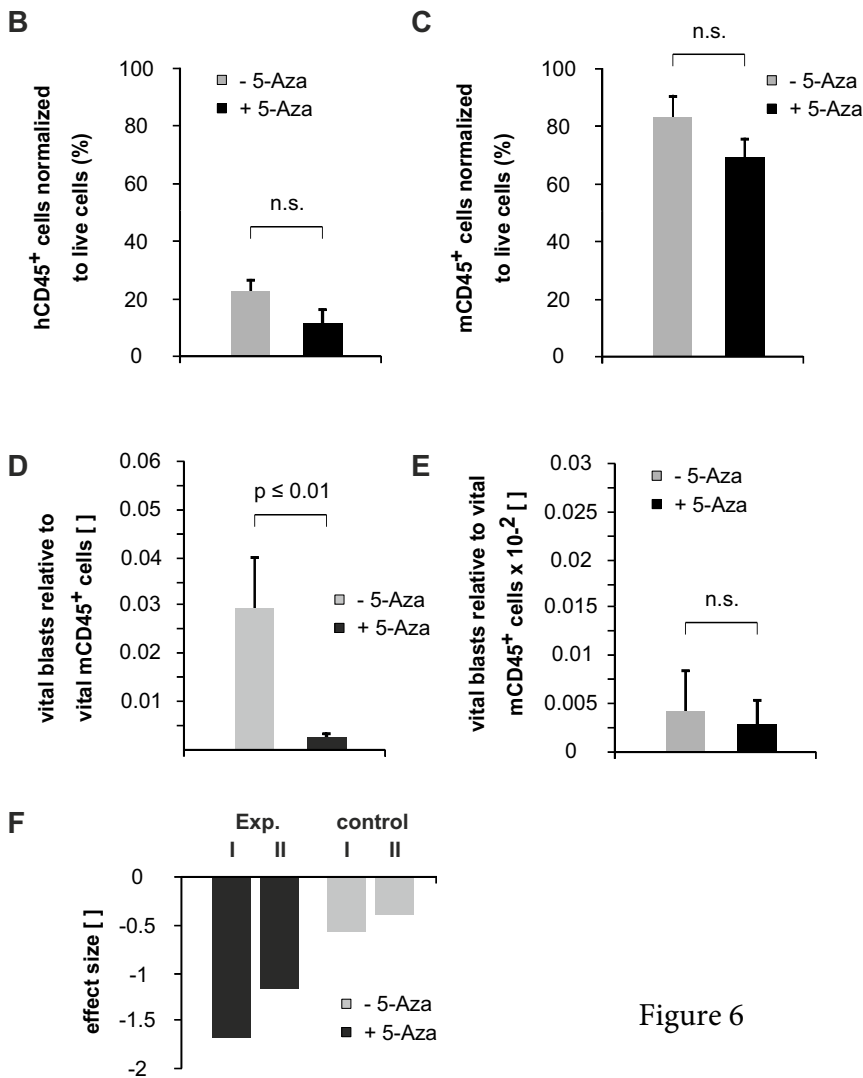 B
hCD45+ cells normalized
to live cells (%)
100
80
60
40
20
0
- 5-Aza
+ 5-Aza
n.s.
C
mCD45+ cells normalized
to live cells (%)
100
80
60
40
20
0
n.s.
- 5-Aza
+ 5-Aza
D
vital blasts relative to
vital mCD45+ cells [ ]
0.06
0.05
0.04
0.03
0.02
0.01
p ≤ 0.01
- 5-Aza
+ 5-Aza
E
vital blasts relative to vital
mCD45+ cells x 10-2 [ ]
0.03
0.025
0.02
0.015
0.01
0.005
0
- 5-Aza
+ 5-Aza
n.s.
F
Exp.
control
I
II
I
II
effect size [ ]
0
-0.5
-1
-1.5
-2
- 5-Aza
+ 5-Aza
Figure 6